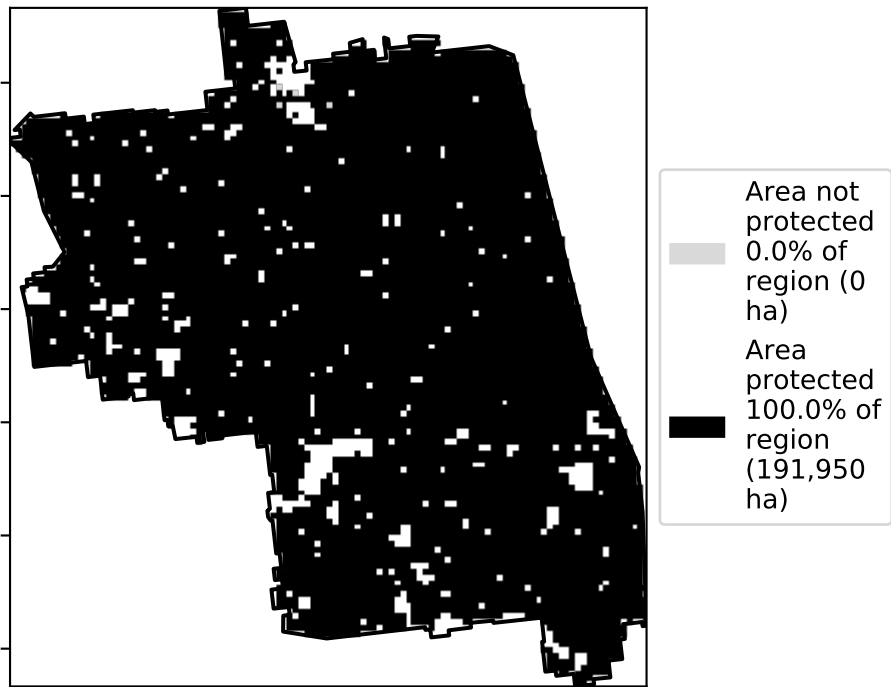 Area not
protected
0.0% of
region (0
ha)
Area
protected
100.0% of
region
(191,950
ha)